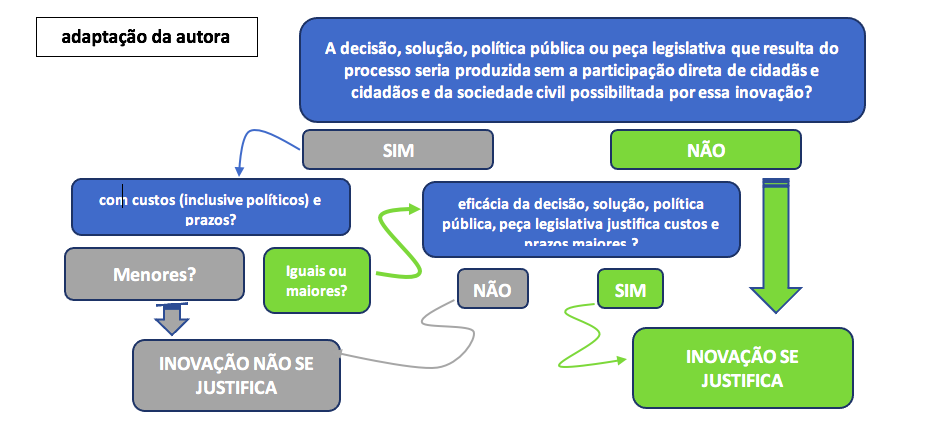 adaptação da autora
A decisão, solução, política pública ou peça legislativa que resulta do
processo seria produzida sem a participação direta de cidadãs e
cidadãos e da sociedade civil possibilitada por essa inovação?
SIM
NÃO
com custos (inclusive políticos) e
prazos?
eficácia da decisão, solução, política
pública, peça legislativa justifica custos e
prazos maiores ?
Menores?
Iguais ou
maiores?
NÃO
SIM
INOVAÇÃO NÃO SE
JUSTIFICA
INOVAÇÃO SE
JUSTIFICA